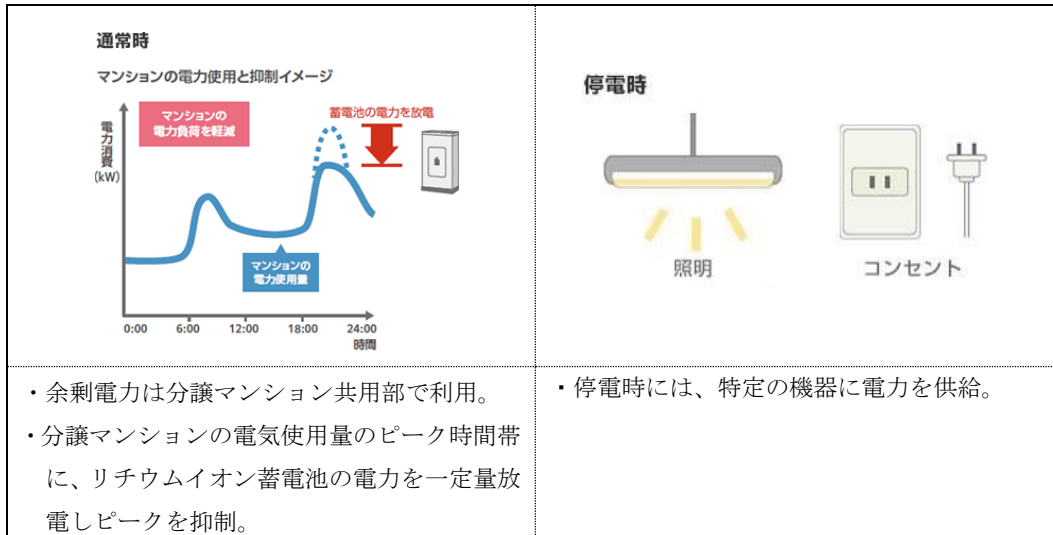 通常時
マンションの電力使用と抑制イメージ
電力消費
(kW)
マンションの
電力負荷を軽減
蓄電池の電力を放電
マンションの
電力使用量
0:00 6:00 12:00 18:00 24:00
時間
・余剰電力は分譲マンション共用部で利用。
・分譲マンションの電気使用量のピーク時間帯
に、リチウムイオン蓄電池の電力を一定量放
電しピークを抑制。
停電時
照明
コンセント
・停電時には、特定の機器に電力を供給。